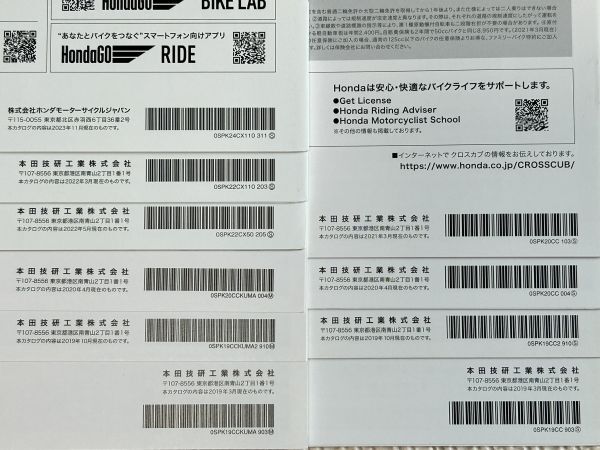 HondaGO BIKE LAB
“あなたとバイクをつなぐ”スマートフォン向けアプリ
HondaGO RIDE
株式会社ホンダモーターサイクルジャパン
〒115-0055 東京都北区赤羽西6丁目36番2号
本カタログの内容は2023年11月現在のものです。
0SPK24CX110 311
本田技研工業株式会社
〒107-8556 東京都港区南青山2丁目1番1号
本カタログの内容は2022年3月現在のものです。
0SPK22CX110 203 Ⓢ
本田技研工業株式会社
〒107-8556 東京都港区南青山2丁目1番1号
本カタログの内容は2022年5月現在のものです。
0SPK22CX50 205 Ⓢ
本田技研工業株式会社
〒107-8556 東京都港区南青山2丁目1番1号
本カタログの内容は2020年4月現在のものです。
0SPK20CCKUMA 004 Ⓜ
本田技研工業株式会社
〒107-8556 東京都港区南青山2丁目1番1号
本カタログの内容は2019年10月現在のものです。
0SPK19CCKUMA2 910 Ⓜ
本田技研工業株式会社
〒107-8556 東京都港区南青山2丁目1番1号
本カタログの内容は2019年3月現在のものです。
0SPK19CCKUMA 903 Ⓜ
Hondaは安心・快適なバイクライフをサポートします。
●Get License
●Honda Riding Adviser
●Honda Motorcyclist School
※その他の情報も掲載しております。
■インターネットで クロスカブの情報をお伝えしております。
https://www.honda.co.jp/CROSSCUB/
本田技研工業株式会社
〒107-8556 東京都港区南青山2丁目1番1号
本カタログの内容は2021年3月現在のものです。
0SPK20CC 103 Ⓢ
本田技研工業株式会社
〒107-8556 東京都港区南青山2丁目1番1号
本カタログの内容は2020年4月現在のものです。
0SPK20CC 004 Ⓢ
本田技研工業株式会社
〒107-8556 東京都港区南青山2丁目1番1号
本カタログの内容は2019年10月現在のものです。
0SPK19CC2 910 Ⓢ
本田技研工業株式会社
〒107-8556 東京都港区南青山2丁目1番1号
本カタログの内容は2019年3月現在のものです。
0SPK19CC 903 Ⓢ